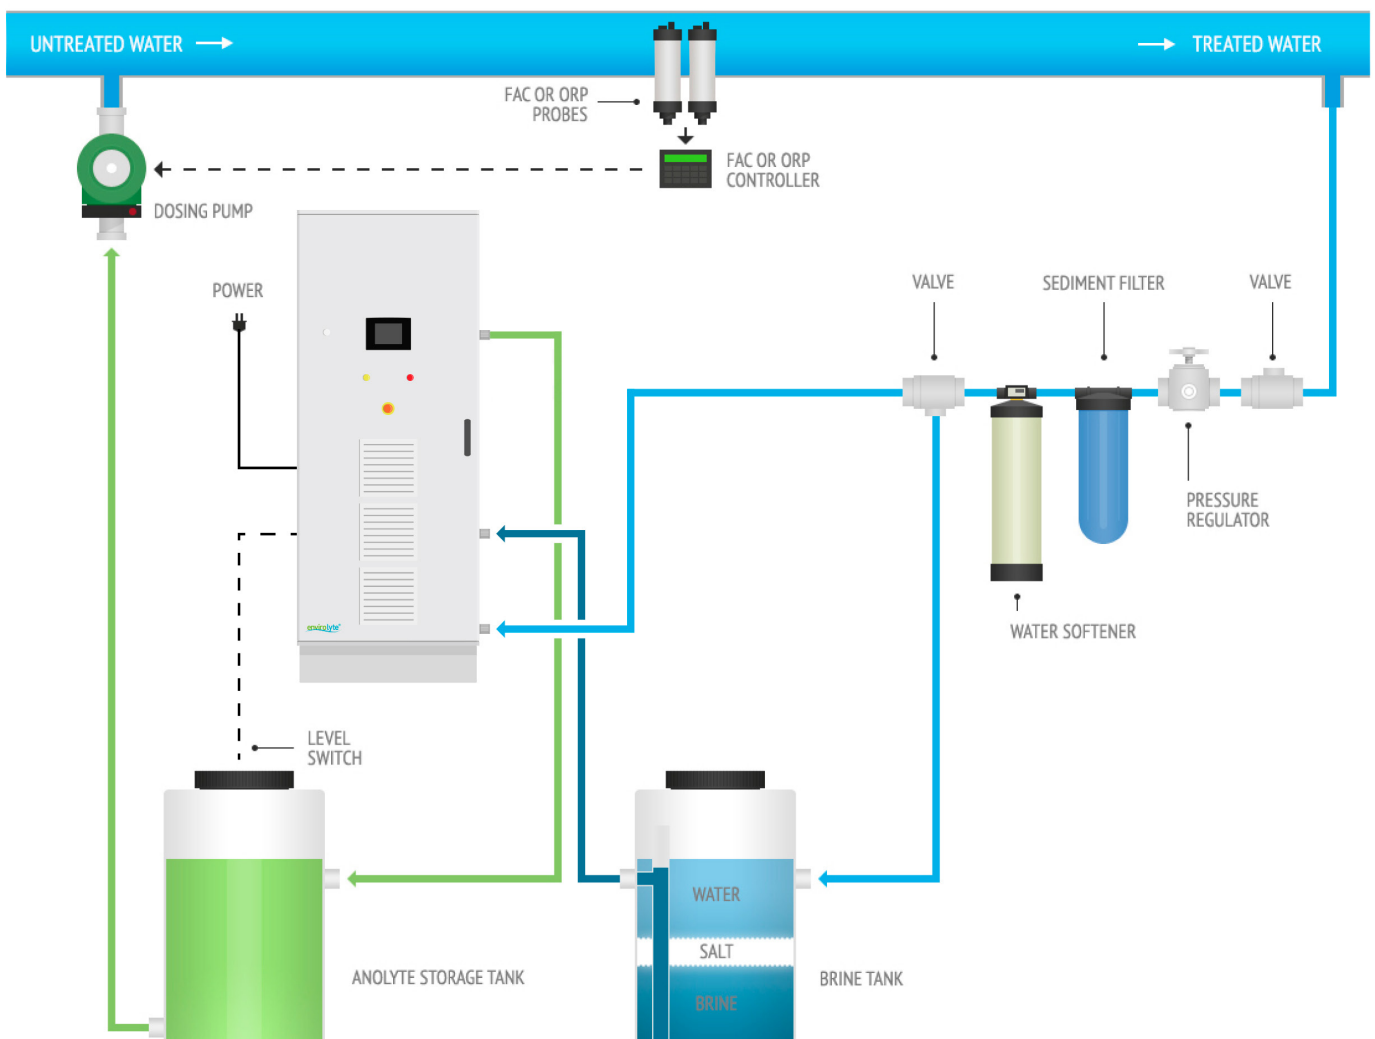 UNTREATED WATER
TREATED WATER
FAC OR ORP
PROBES
FAC OR ORP
CONTROLLER
DOSING PUMP
POWER
VALVE
SEDIMENT FILTER
VALVE
PRESSURE
REGULATOR
WATER SOFTENER
envirolyte
LEVEL
SWITCH
WATER
SALT
BRINE
ANOLYTE STORAGE TANK
BRINE TANK